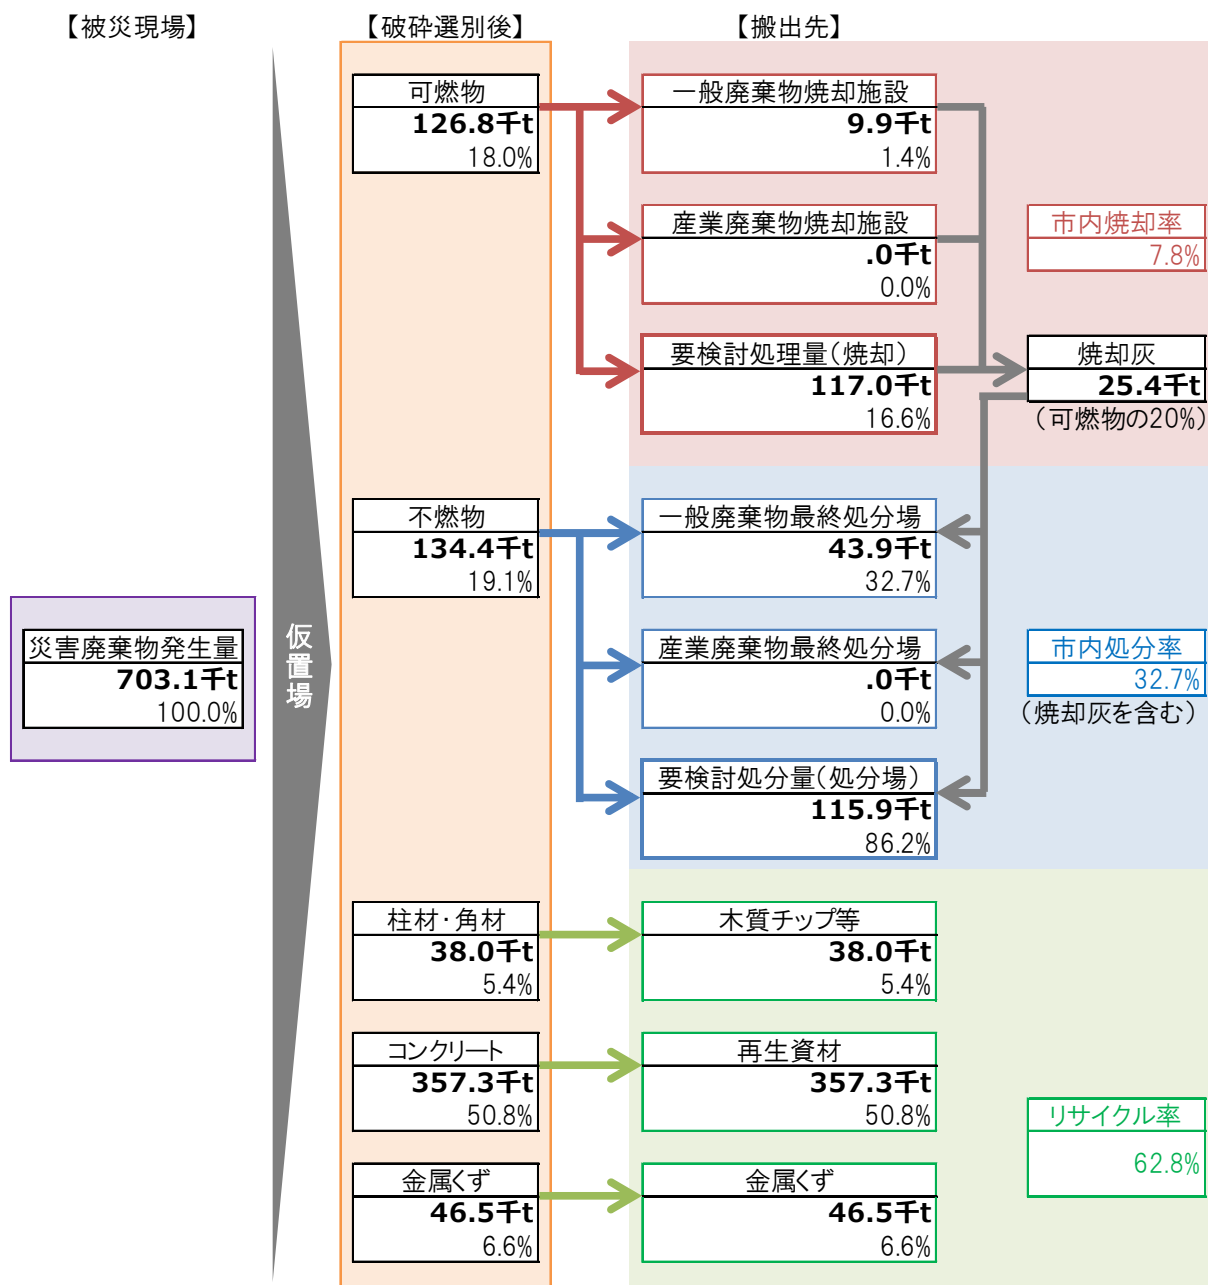 【被災現場】
【破砕選別後】
【搬出先】
災害廃棄物発生量
703.1千t
100.0%
仮置場
可燃物
126.8千t
18.0%
不燃物
134.4千t
19.1%
柱材・角材
38.0千t
5.4%
コンクリート
357.3千t
50.8%
金属くず
46.5千t
6.6%
一般廃棄物焼却施設
9.9千t
1.4%
産業廃棄物焼却施設
.0千t
0.0%
要検討処理量（焼却）
117.0千t
16.6%
市内焼却率
7.8%
焼却灰
25.4千t
（可燃物の20%）
一般廃棄物最終処分場
43.9千t
32.7%
産業廃棄物最終処分場
.0千t
0.0%
要検討処分量（処分場）
115.9千t
86.2%
市内処分率
32.7%
（焼却灰を含む）
木質チップ等
38.0千t
5.4%
再生資材
357.3千t
50.8%
金属くず
46.5千t
6.6%
リサイクル率
62.8%